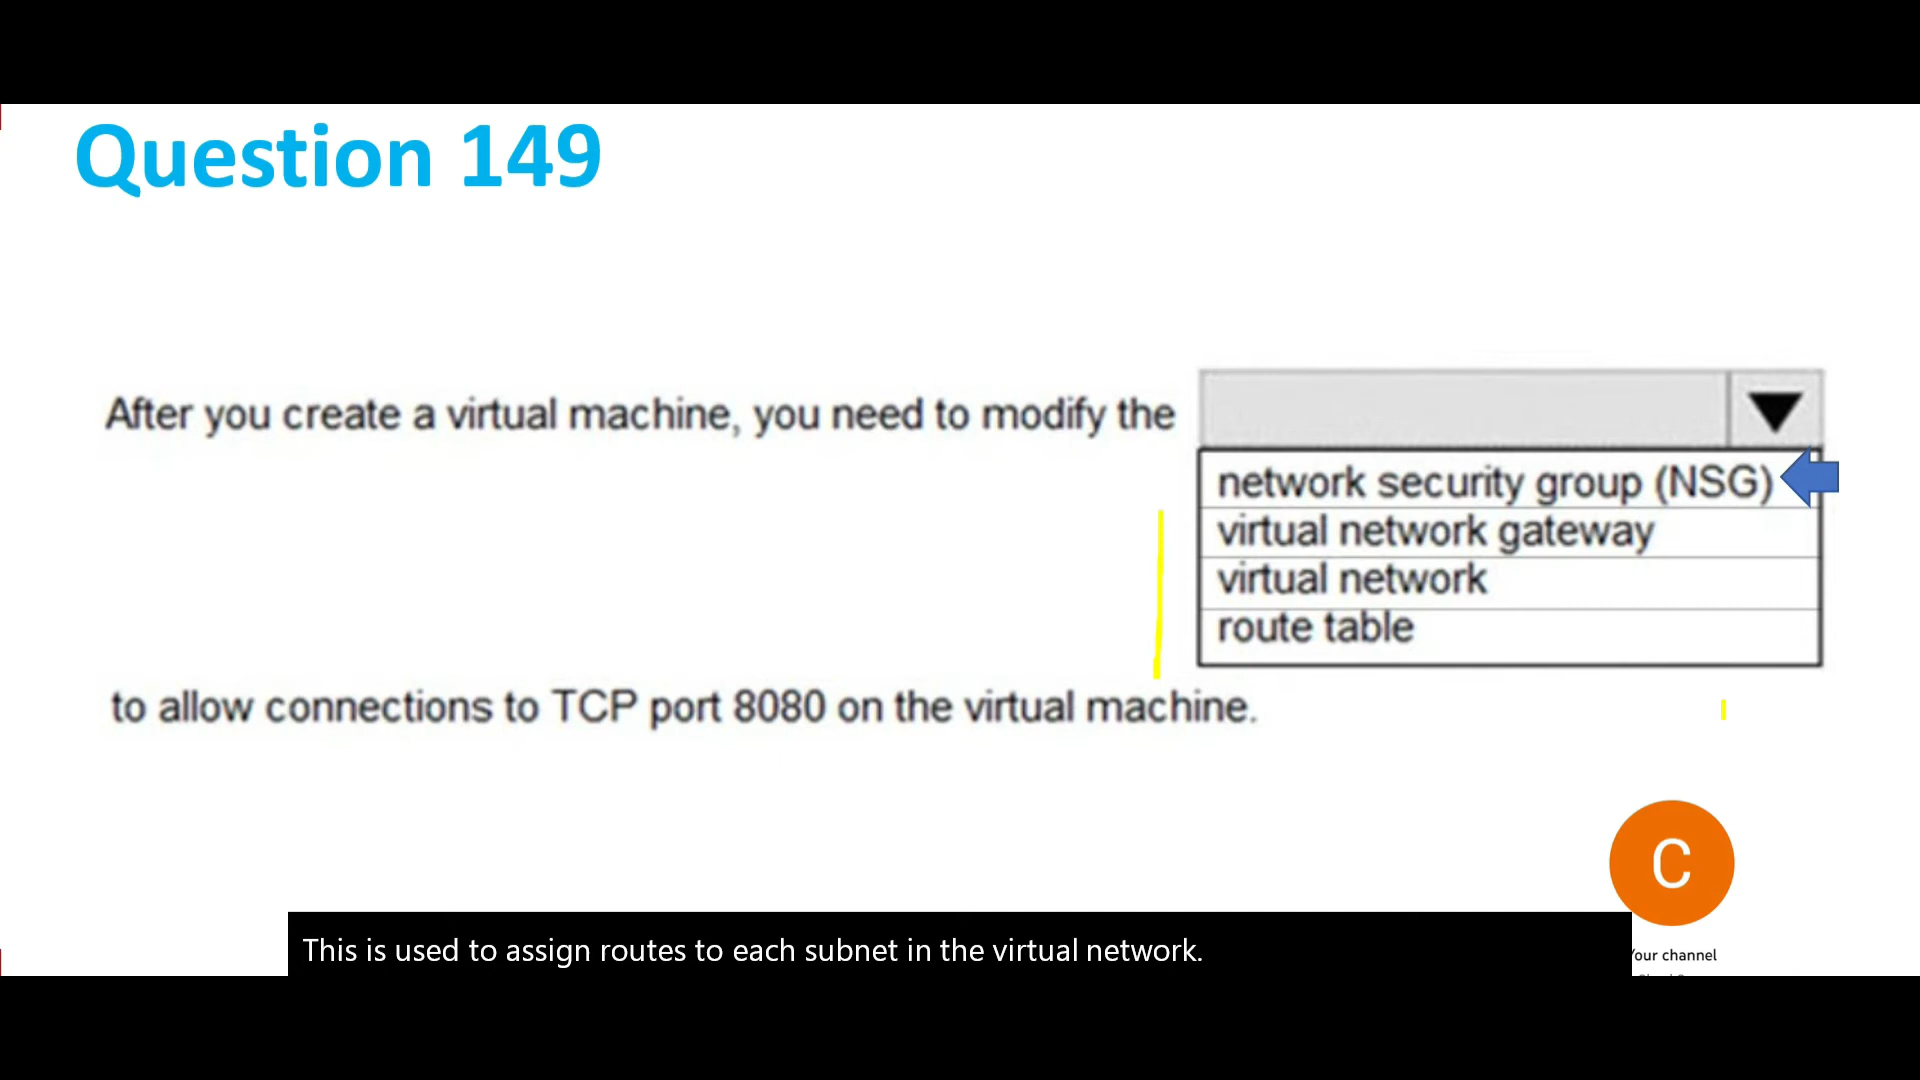 Question 149
After you create a virtual machine, you need to modify the
network security group (NSG)
virtual network gateway
virtual network
route table
to allow connections to TCP port 8080 on the virtual machine.
C
This is used to assign routes to each subnet in the virtual network.
Your channel